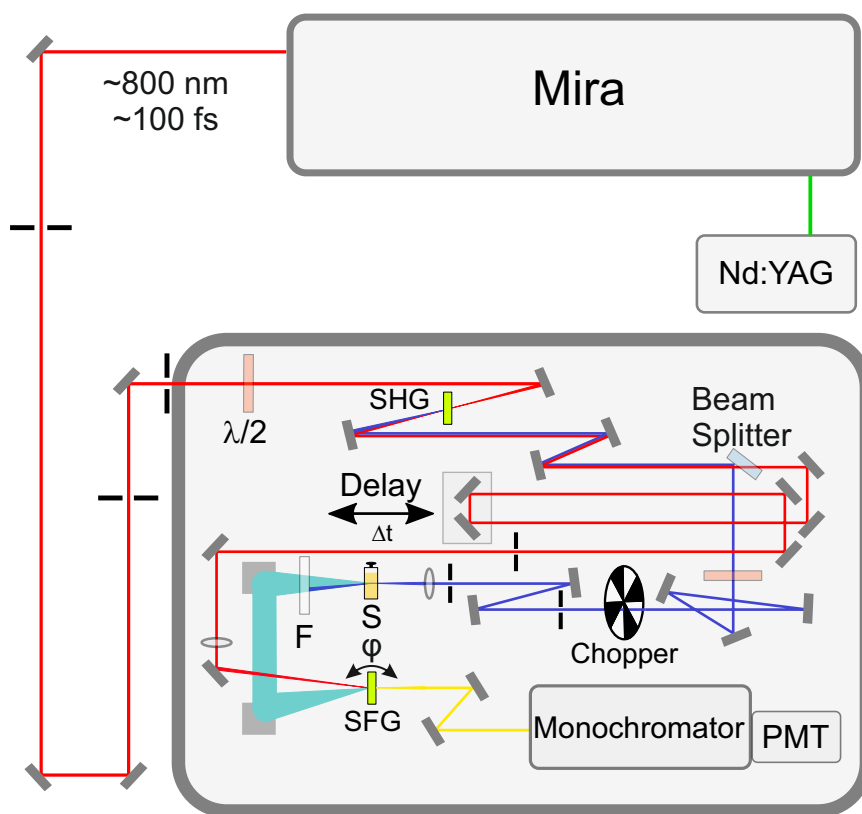 Mira
~800 nm
~100 fs
Nd:YAG
λ/2
SHG
Beam
Splitter
Delay
Δt
F
S
Chopper
φ
SFG
Monochromator
PMT